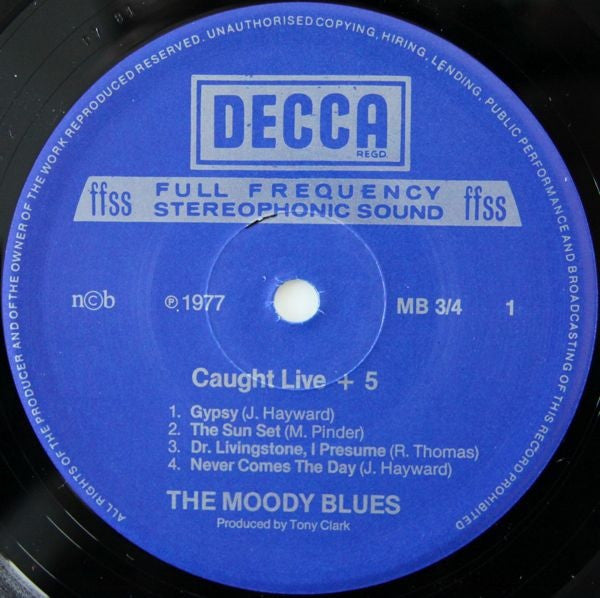 ALL RIGHTS OF THE PRODUCER AND OF THE OWNER OF THE WORK REPRODUCED RESERVED. UNAUTHORISED COPYING, HIRING, LENDING, PUBLIC PERFORMANCE AND BROADCASTING OF THIS RECORD PROHIBITED
DECCA
REGD.
ffss FULL FREQUENCY STEREOPHONIC SOUND ffss
n©b ℗ 1977 MB 3/4 1
Caught Live + 5
1. Gypsy (J. Hayward)
2. The Sun Set (M. Pinder)
3. Dr. Livingstone, I Presume (R. Thomas)
4. Never Comes The Day (J. Hayward)
THE MOODY BLUES
Produced by Tony Clark